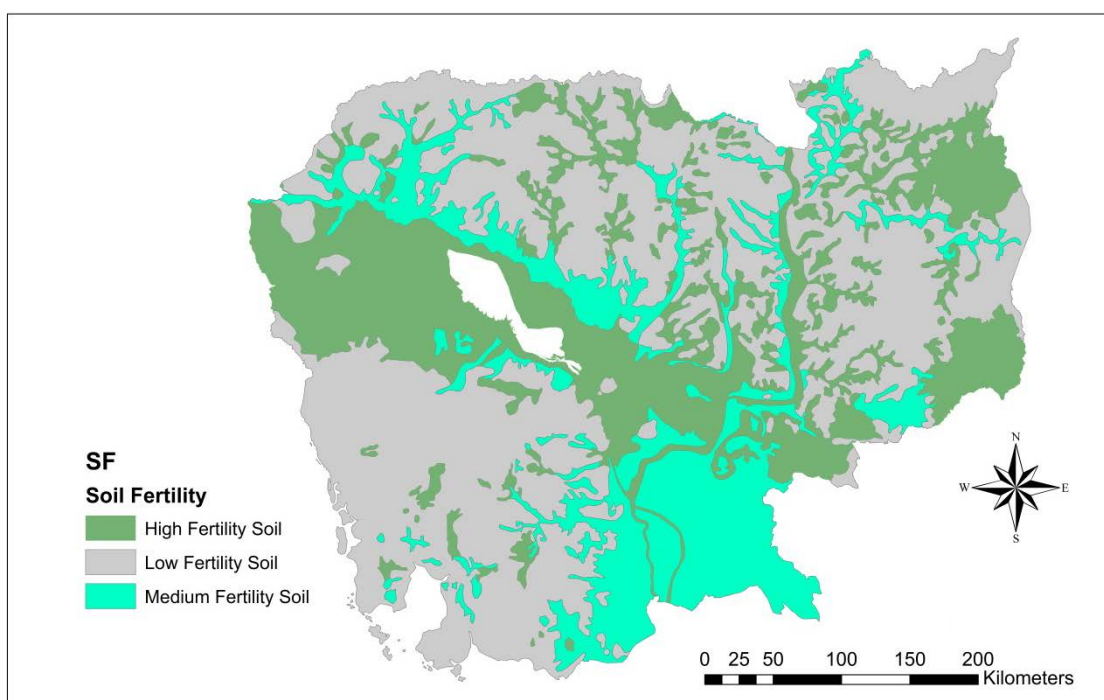 SF
Soil Fertility
High Fertility Soil
Low Fertility Soil
Medium Fertility Soil
N
W E
S
0 25 50 100 150 200
Kilometers